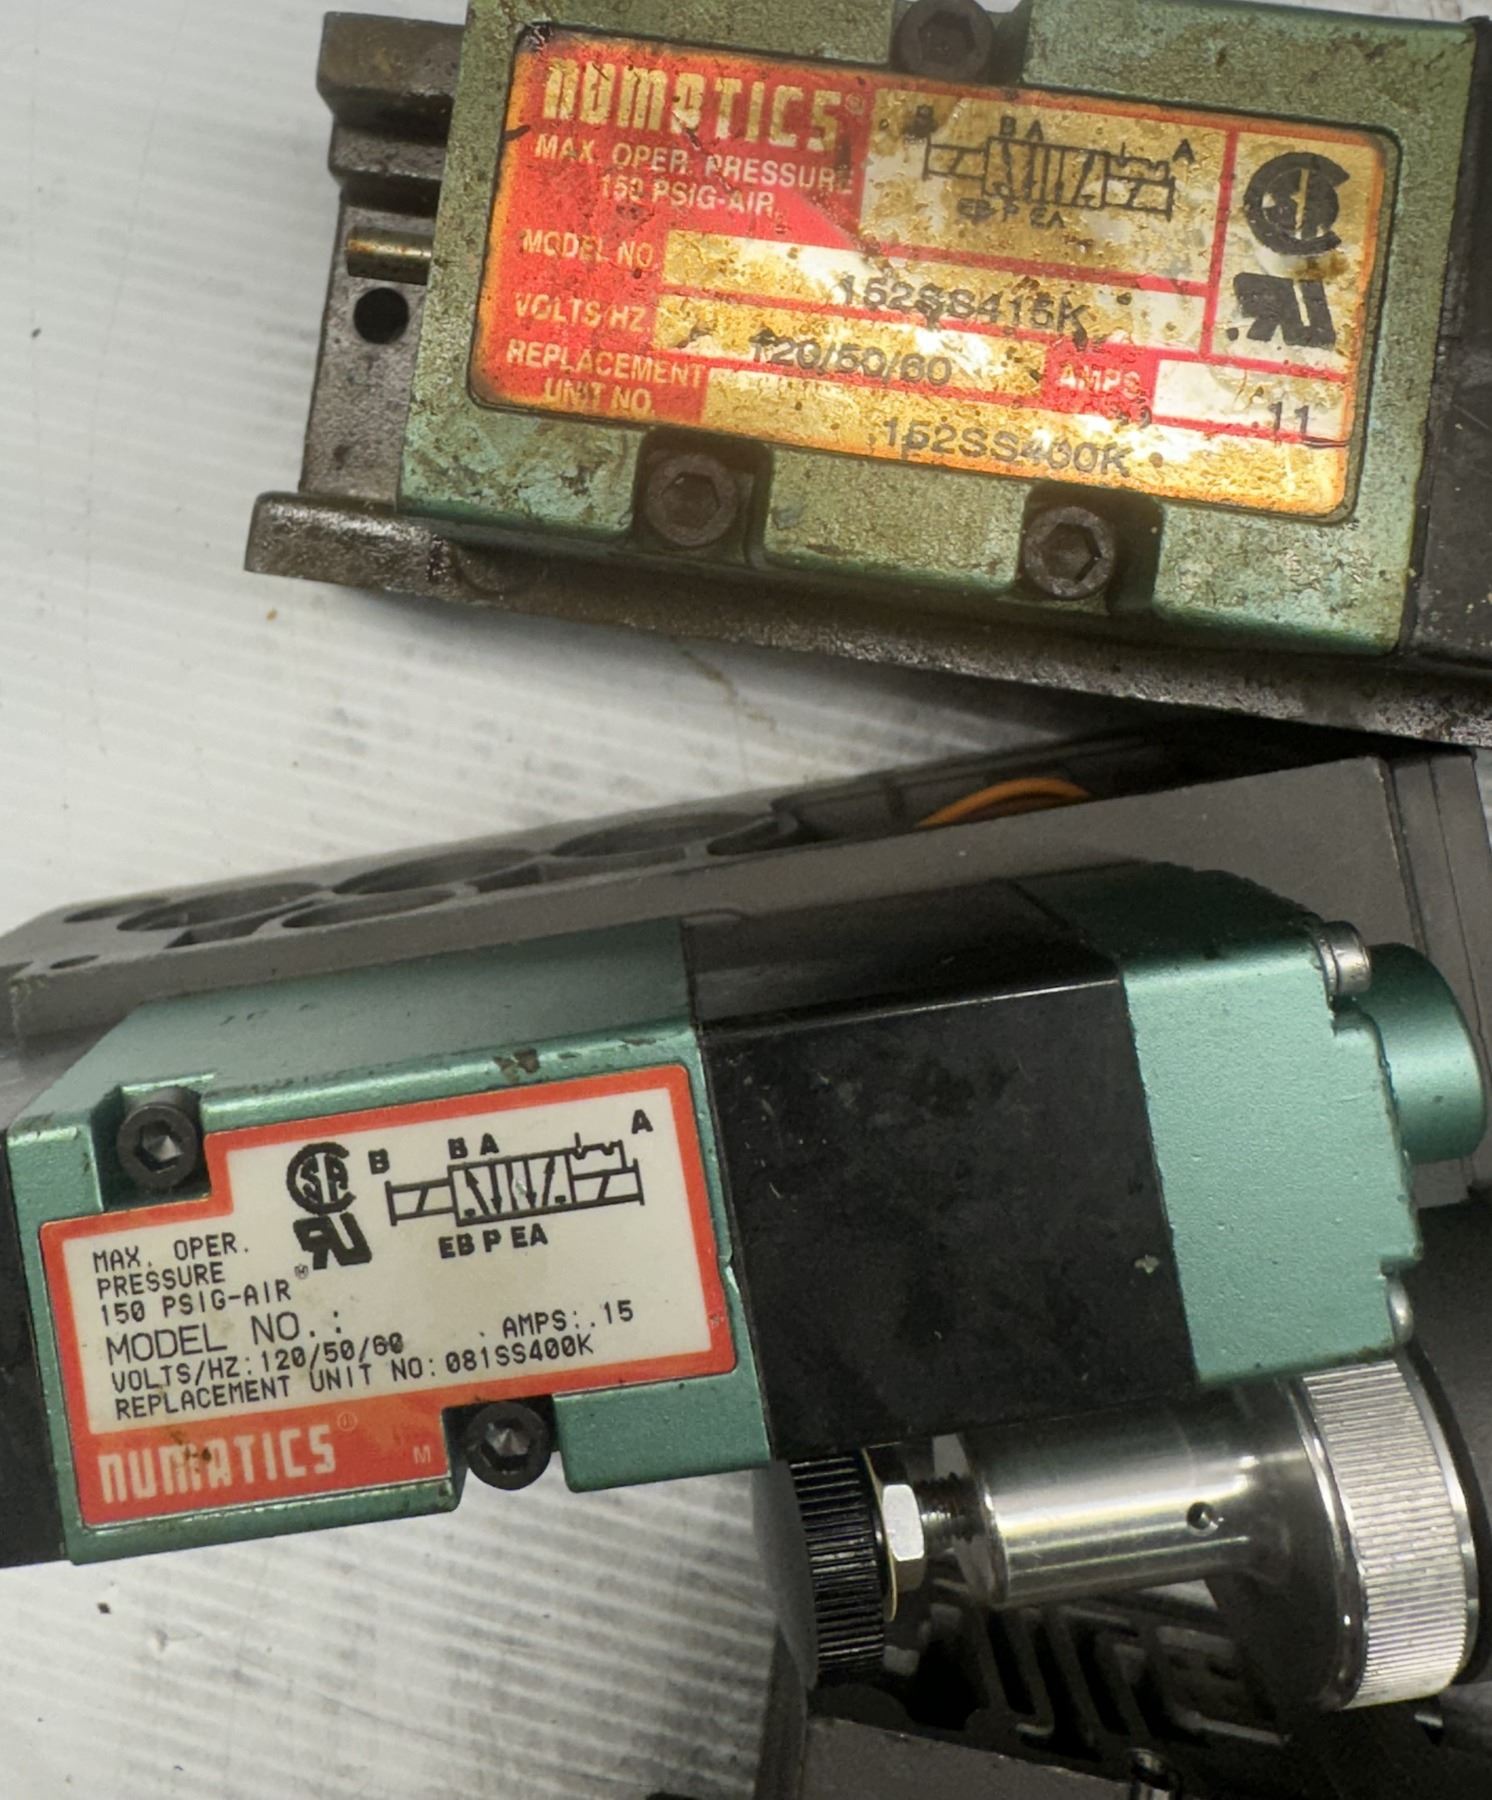 NUMATICS®
MAX. OPER. PRESSURE
150 PSIG-AIR
B B A A
EB P EA
MODEL NO. 152SS415K
VOLTS/HZ. 120/50/60 AMPS .11
REPLACEMENT
UNIT NO. 152SS400K
B B A A
EB P EA
MAX. OPER.
PRESSURE
150 PSIG-AIR
MODEL NO.:
VOLTS/HZ:120/50/60 AMPS:.15
REPLACEMENT UNIT NO:081SS400K
NUMATICS® M